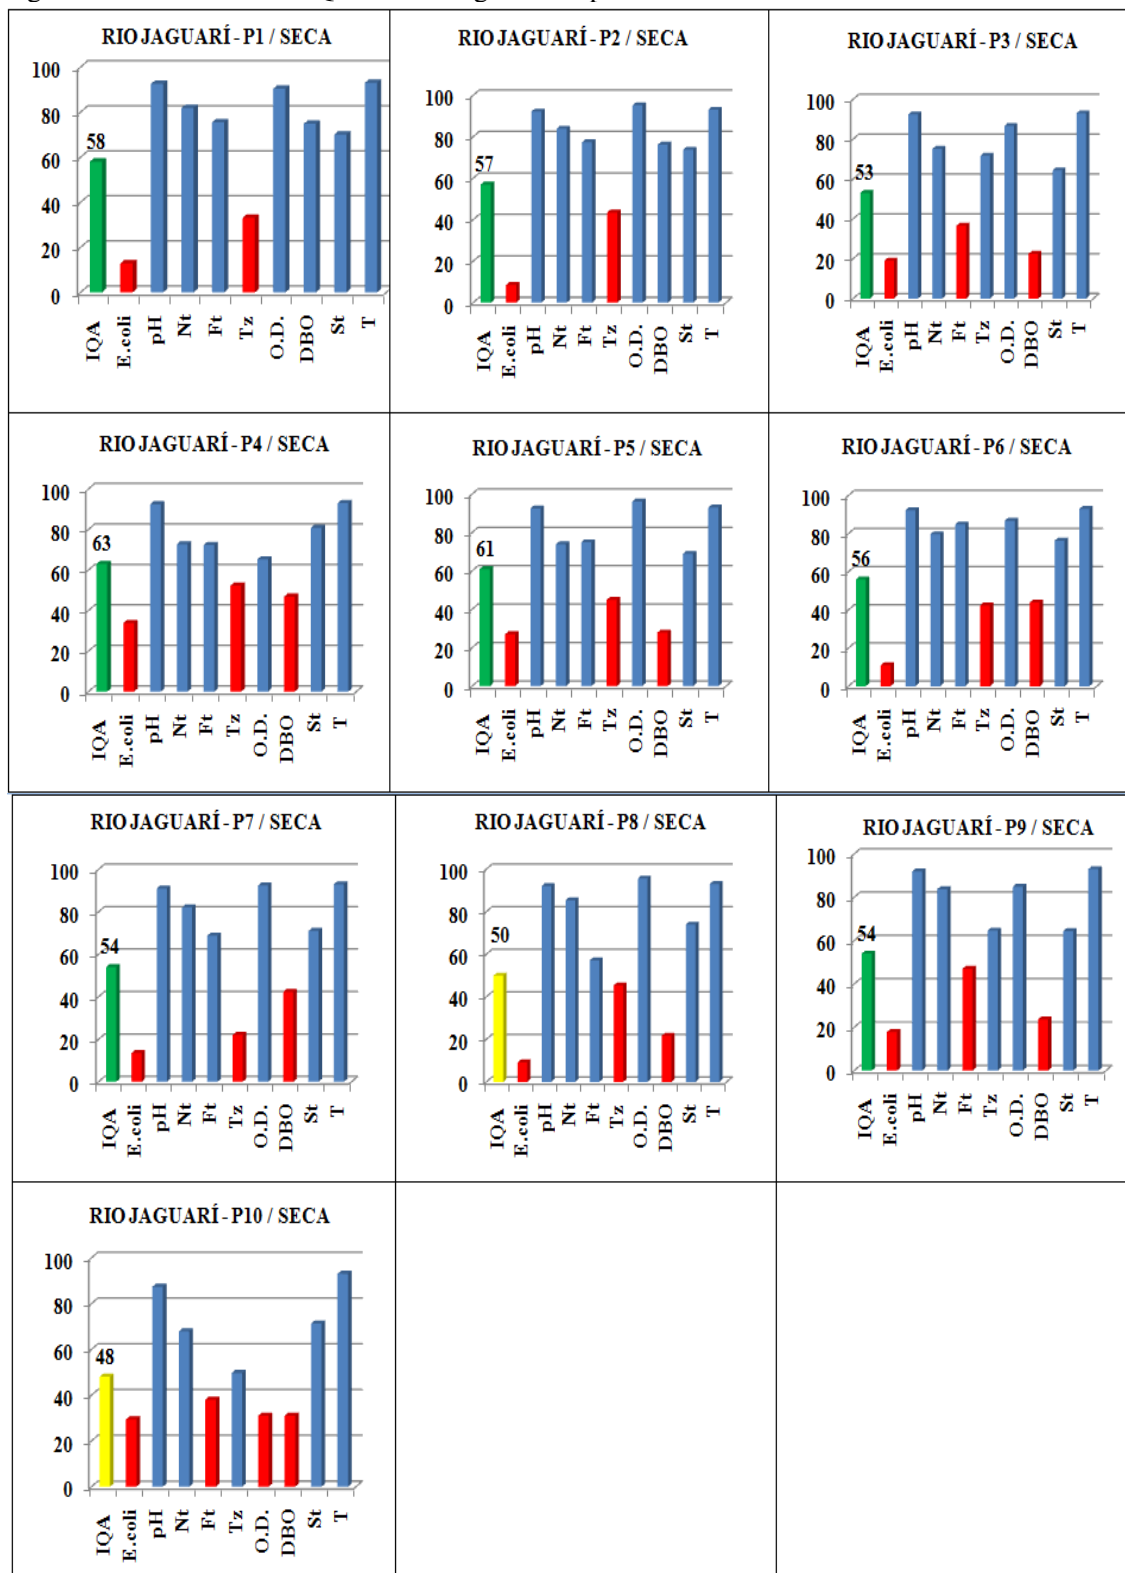 RIO JAGUARÍ - P1 / SECA
100
80
60
40
20
0
58
IQA
E.coli
pH
Nt
Ft
Tz
O.D.
DBO
St
T
RIO JAGUARÍ - P2 / SECA
100
80
60
40
20
0
57
IQA
E.coli
pH
Nt
Ft
Tz
O.D.
DBO
St
T
RIO JAGUARÍ - P3 / SECA
100
80
60
40
20
0
53
IQA
E.coli
pH
Nt
Ft
Tz
O.D.
DBO
St
T
RIO JAGUARÍ - P4 / SECA
100
80
60
40
20
0
63
IQA
E.coli
pH
Nt
Ft
Tz
O.D.
DBO
St
T
RIO JAGUARÍ - P5 / SECA
100
80
60
40
20
0
61
IQA
E.coli
pH
Nt
Ft
Tz
O.D.
DBO
St
T
RIO JAGUARÍ - P6 / SECA
100
80
60
40
20
0
56
IQA
E.coli
pH
Nt
Ft
Tz
O.D.
DBO
St
T
RIO JAGUARÍ - P7 / SECA
100
80
60
40
20
0
54
IQA
E.coli
pH
Nt
Ft
Tz
O.D.
DBO
St
T
RIO JAGUARÍ - P8 / SECA
100
80
60
40
20
0
50
IQA
E.coli
pH
Nt
Ft
Tz
O.D.
DBO
St
T
RIO JAGUARÍ - P9 / SECA
100
80
60
40
20
0
54
IQA
E.coli
pH
Nt
Ft
Tz
O.D.
DBO
St
T
RIO JAGUARÍ - P10 / SECA
100
80
60
40
20
0
48
IQA
E.coli
pH
Nt
Ft
Tz
O.D.
DBO
St
T